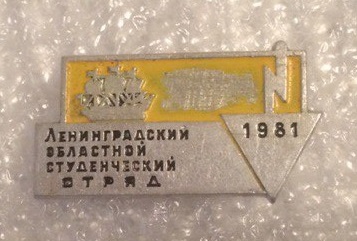 Ленинградский
областной
студенческий
отряд
1981